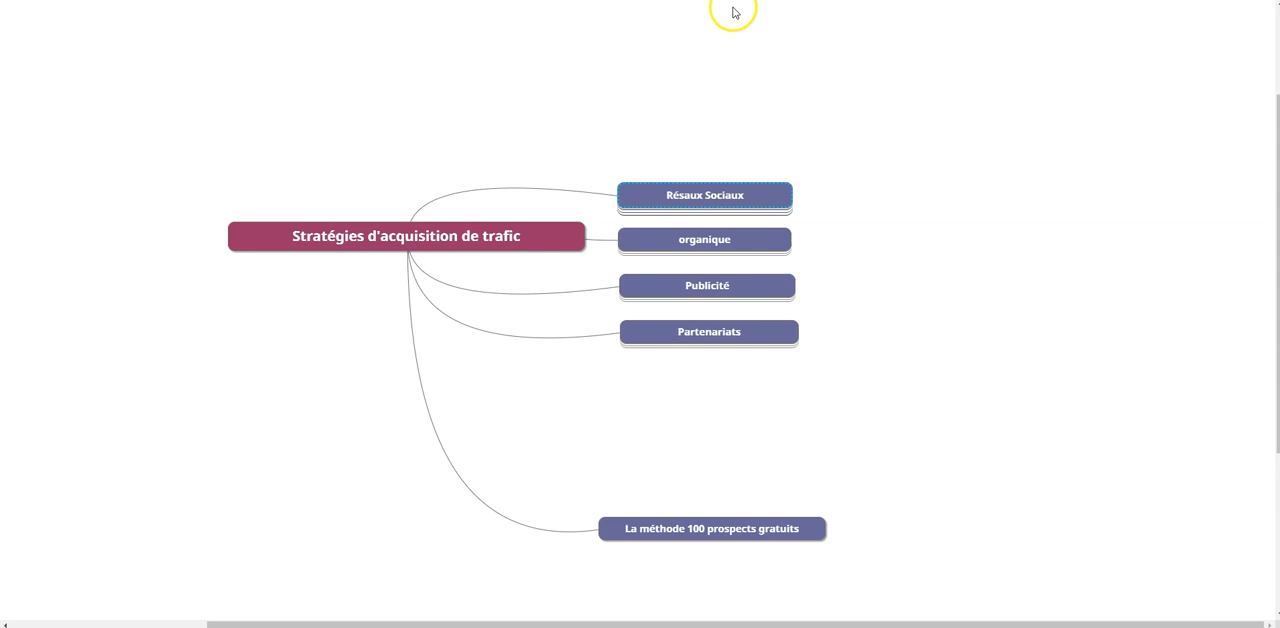 Résaux Sociaux
Stratégies d'acquisition de trafic
organique
Publicité
Partenariats
La méthode 100 prospects gratuits